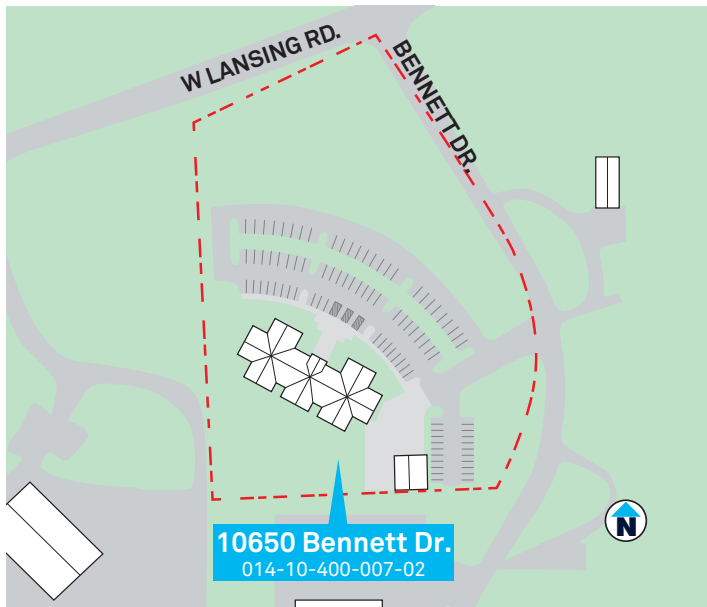 W LANSING RD.
BENNETT DR.
N
10650 Bennett Dr.
014-10-400-007-02